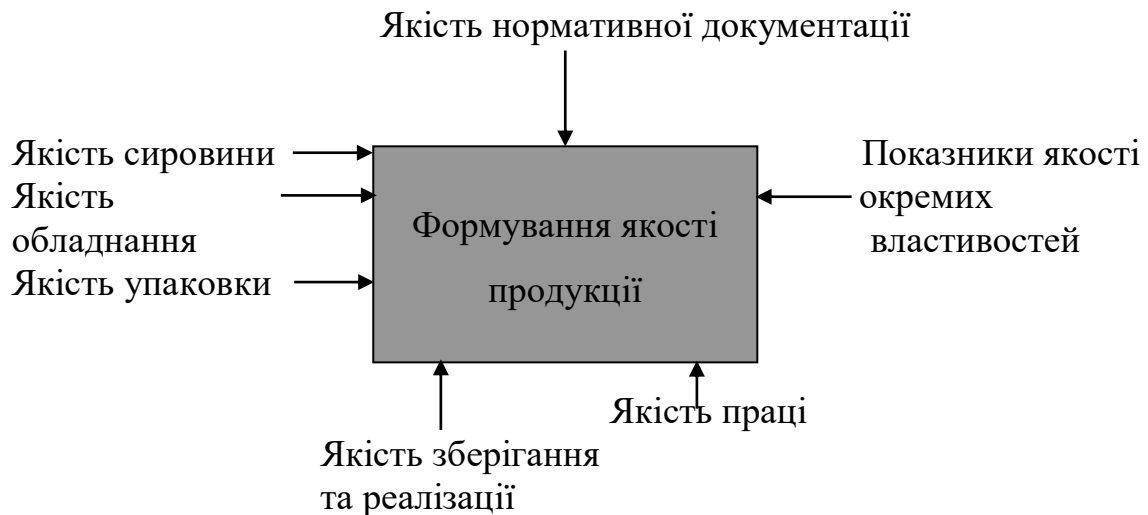 Якість нормативної документації
Якість сировини
Якість
обладнання
Якість упаковки
Формування якості
продукції
Показники якості
окремих
властивостей
Якість праці
Якість зберігання
та реалізації